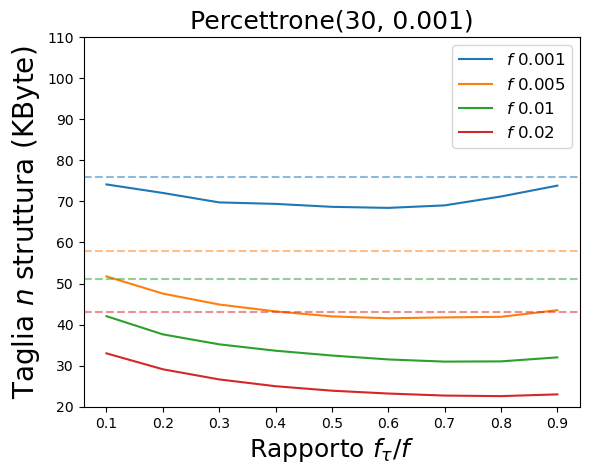 Percettrone(30, 0.001)
Taglia n struttura (KByte)
110
100
90
80
70
60
50
40
30
20
f 0.001
f 0.005
f 0.01
f 0.02
0.1 0.2 0.3 0.4 0.5 0.6 0.7 0.8 0.9
Rapporto fτ/f